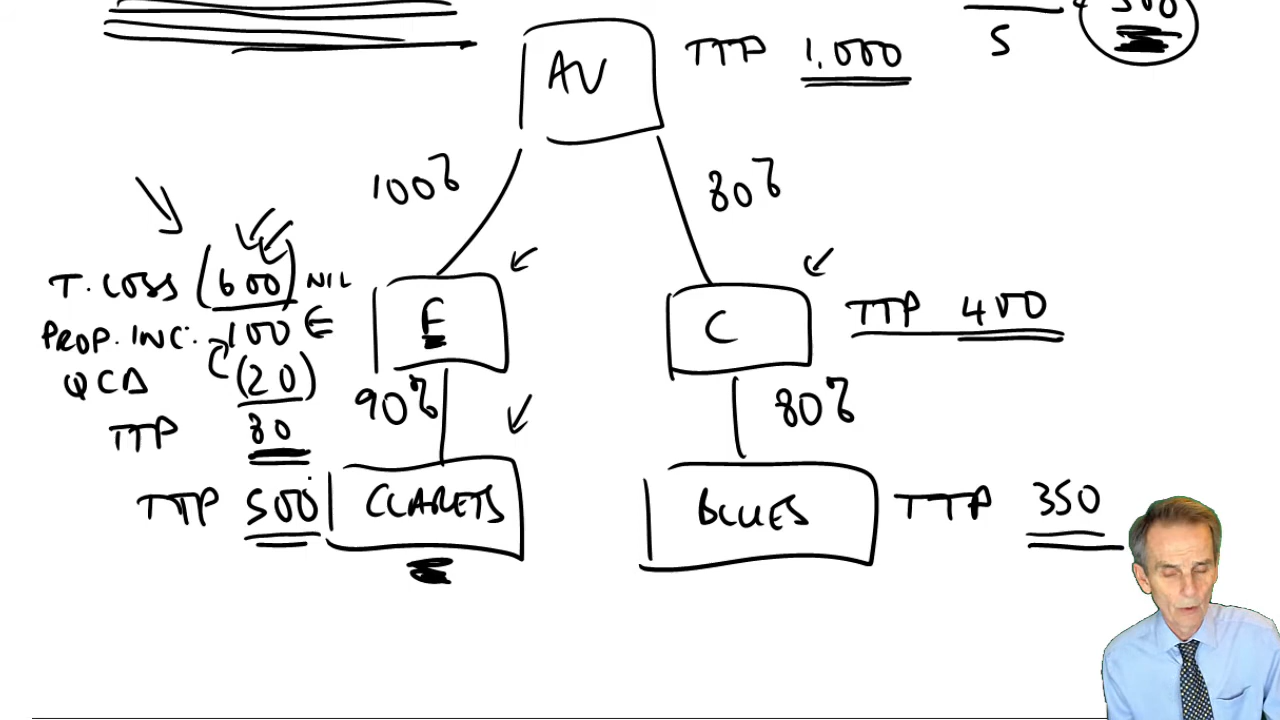 300
S
AV
TTP 1,000
100%
80%
T. LOSS (600) NIL
PROP. INC. 100 E
QCD (20)
TTP 80
E
C
TTP 400
90%
80%
TTP 500
CLARETS
BLUES
TTP 350